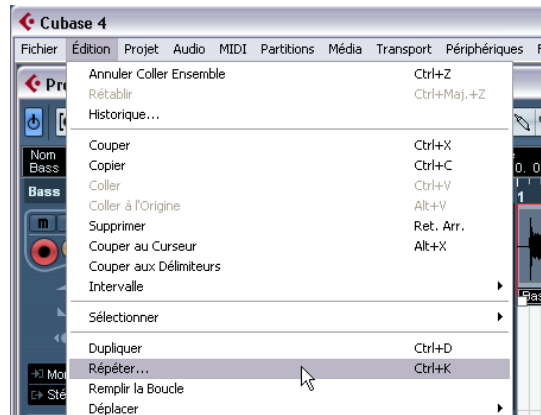 Cubase 4
Fichier Édition Projet Audio MIDI Partitions Média Transport Périphériques
Annuler Coller Ensemble Ctrl+Z
Rétablir Ctrl+Maj.+Z
Historique...
Couper Ctrl+X
Copier Ctrl+C
Coller Ctrl+V
Coller à l'Origine Alt+V
Supprimer Ret. Arr.
Couper au Curseur Alt+X
Couper aux Délimiteurs
Intervalle
Sélectionner
Dupliquer Ctrl+D
Répéter... Ctrl+K
Remplir la Boucle
Déplacer
Nom
Bass
Bass
m
1